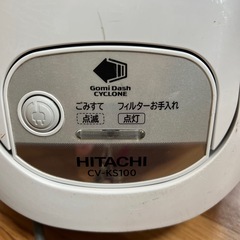 Gomi Dash
CYCLONE
ごみすて フィルターお手入れ
点滅 点灯
HITACHI
CV-KS100